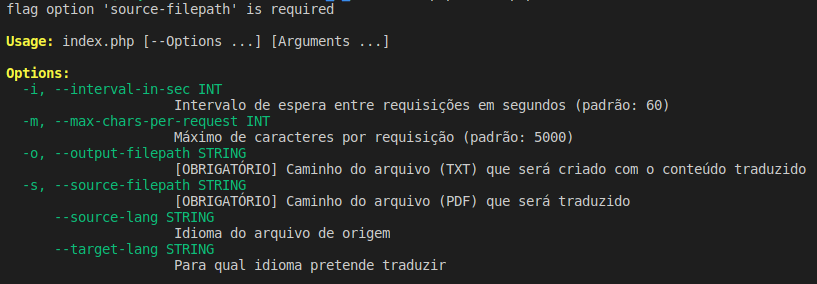 flag option 'source-filepath' is required
Usage: index.php [--Options ...] [Arguments ...]
Options:
-i, --interval-in-sec INT
Intervalo de espera entre requisições em segundos (padrão: 60)
-m, --max-chars-per-request INT
Máximo de caracteres por requisição (padrão: 5000)
-o, --output-filepath STRING
[OBRIGATÓRIO] Caminho do arquivo (TXT) que será criado com o conteúdo traduzido
-s, --source-filepath STRING
[OBRIGATÓRIO] Caminho do arquivo (PDF) que será traduzido
--source-lang STRING
Idioma do arquivo de origem
--target-lang STRING
Para qual idioma pretende traduzir